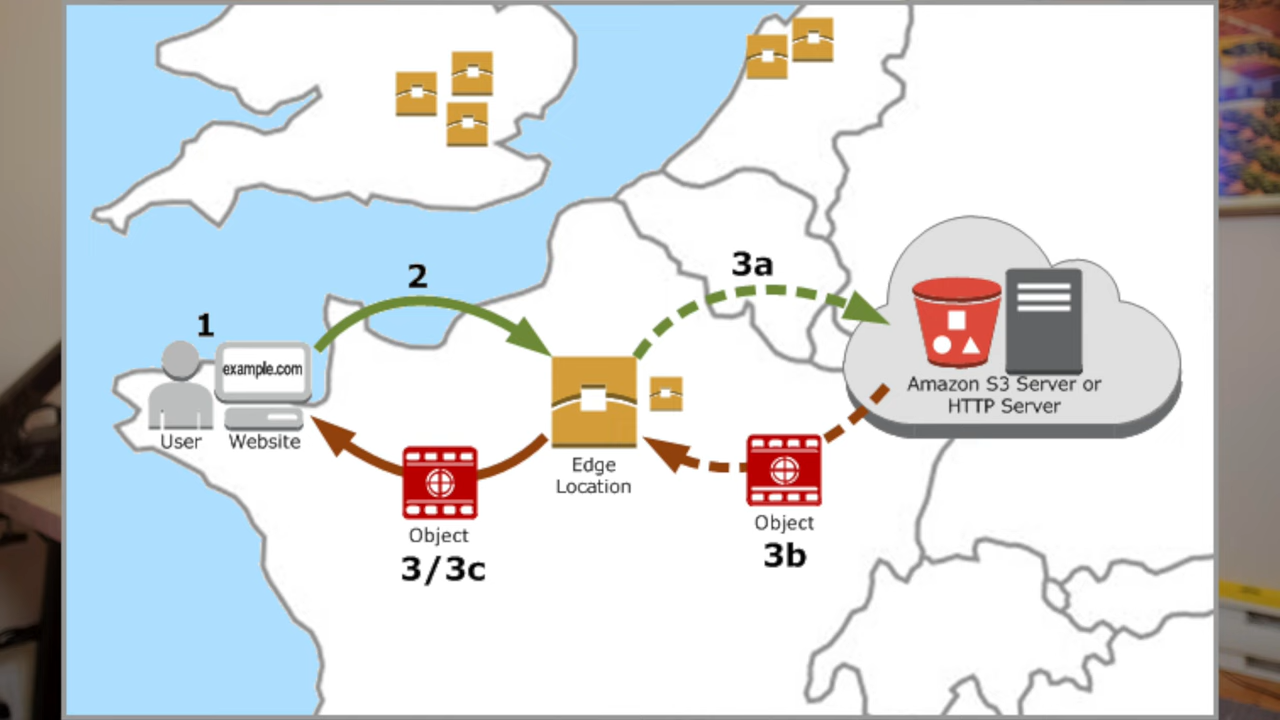 1
2
3a
example.com
User
Website
Edge
Location
Amazon S3 Server or
HTTP Server
Object
3/3c
Object
3b